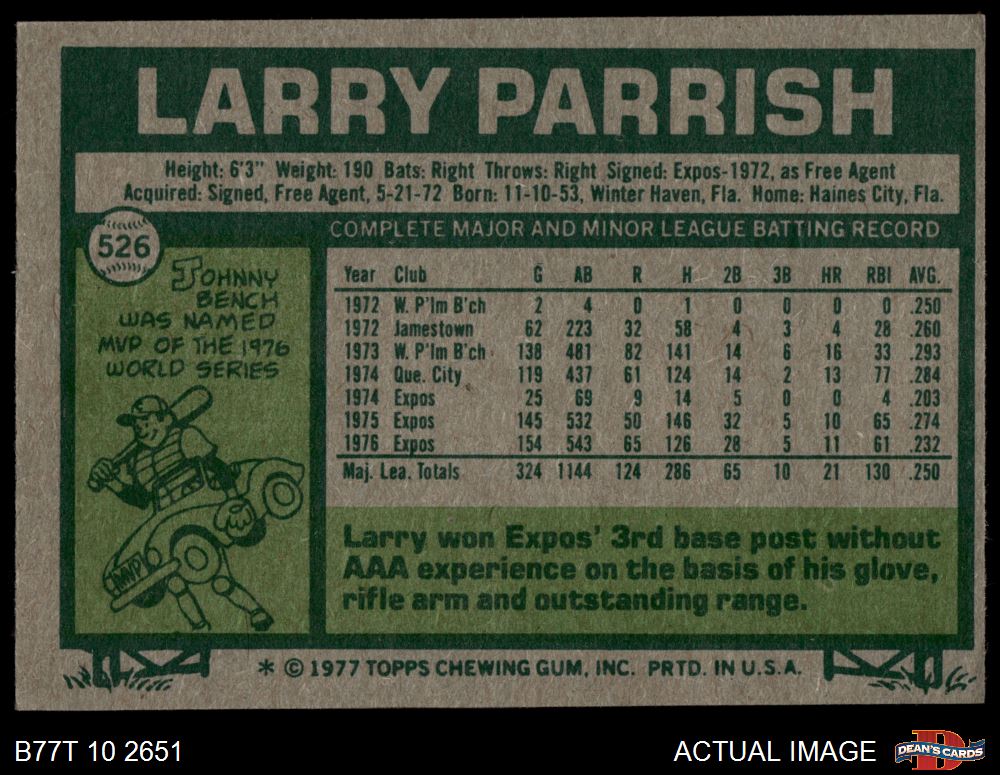 LARRY PARRISH
Height: 6'3" Weight: 190 Bats: Right Throws: Right Signed: Expos-1972, as Free Agent
Acquired: Signed, Free Agent, 5-21-72 Born: 11-10-53, Winter Haven, Fla. Home: Haines City, Fla.
526
JOHNNY
BENCH
WAS NAMED
MVP OF THE 1976
WORLD SERIES
MVP
COMPLETE MAJOR AND MINOR LEAGUE BATTING RECORD
Year Club G AB R H 2B 3B HR RBI AVG.
1972 W. P'lm B'ch 2 4 0 1 0 0 0 0 .250
1972 Jamestown 62 223 32 58 4 3 4 28 .260
1973 W. P'lm B'ch 138 481 82 141 14 6 16 33 .293
1974 Que. City 119 437 61 124 14 2 13 77 .284
1974 Expos 25 69 9 14 5 0 0 4 .203
1975 Expos 145 532 50 146 32 5 10 65 .274
1976 Expos 154 543 65 126 28 5 11 61 .232
Maj. Lea. Totals 324 1144 124 286 65 10 21 130 .250
Larry won Expos' 3rd base post without
AAA experience on the basis of his glove,
rifle arm and outstanding range.
* © 1977 TOPPS CHEWING GUM, INC. PRTD. IN U.S.A.
B77T 10 2651
ACTUAL IMAGE
D
DEAN'S CARDS